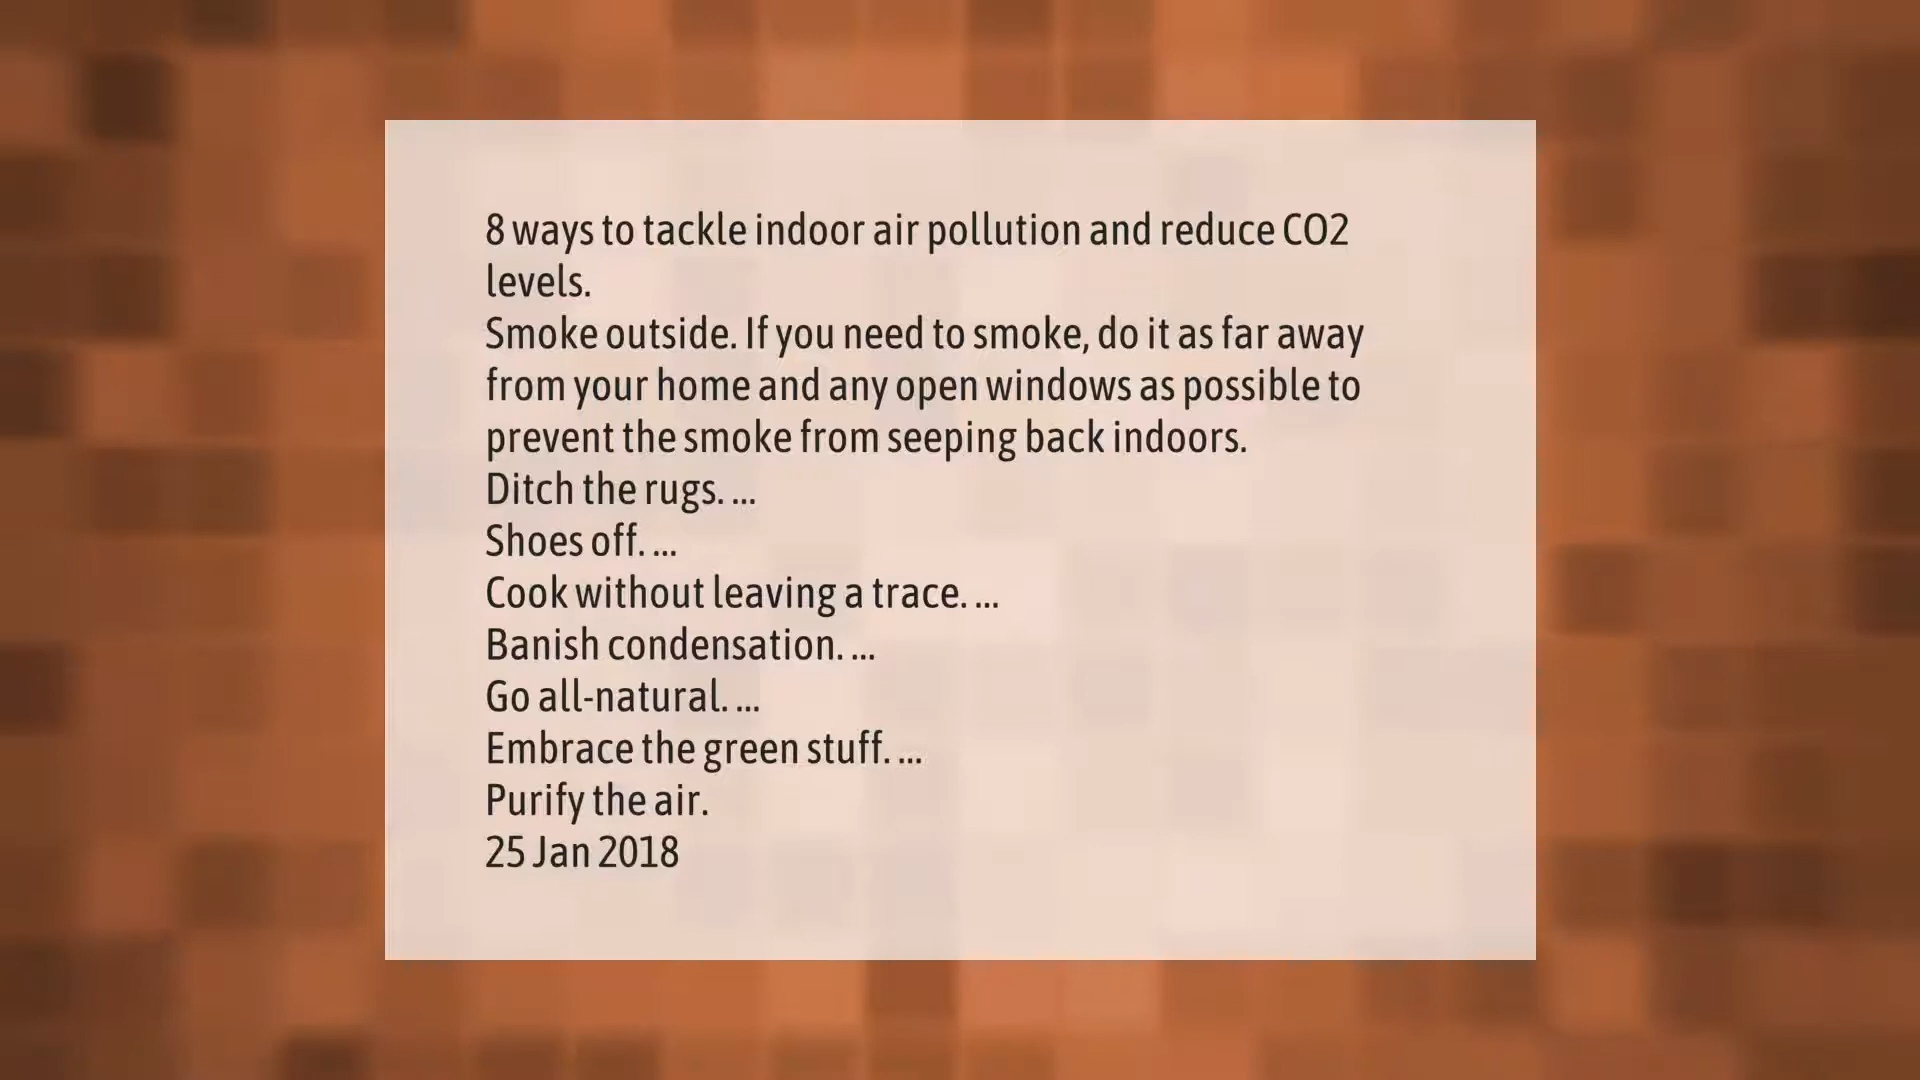 8 ways to tackle indoor air pollution and reduce CO2
levels.
Smoke outside. If you need to smoke, do it as far away
from your home and any open windows as possible to
prevent the smoke from seeping back indoors.
Ditch the rugs. ...
Shoes off. ...
Cook without leaving a trace. ...
Banish condensation. ...
Go all-natural. ...
Embrace the green stuff. ...
Purify the air.
25 Jan 2018